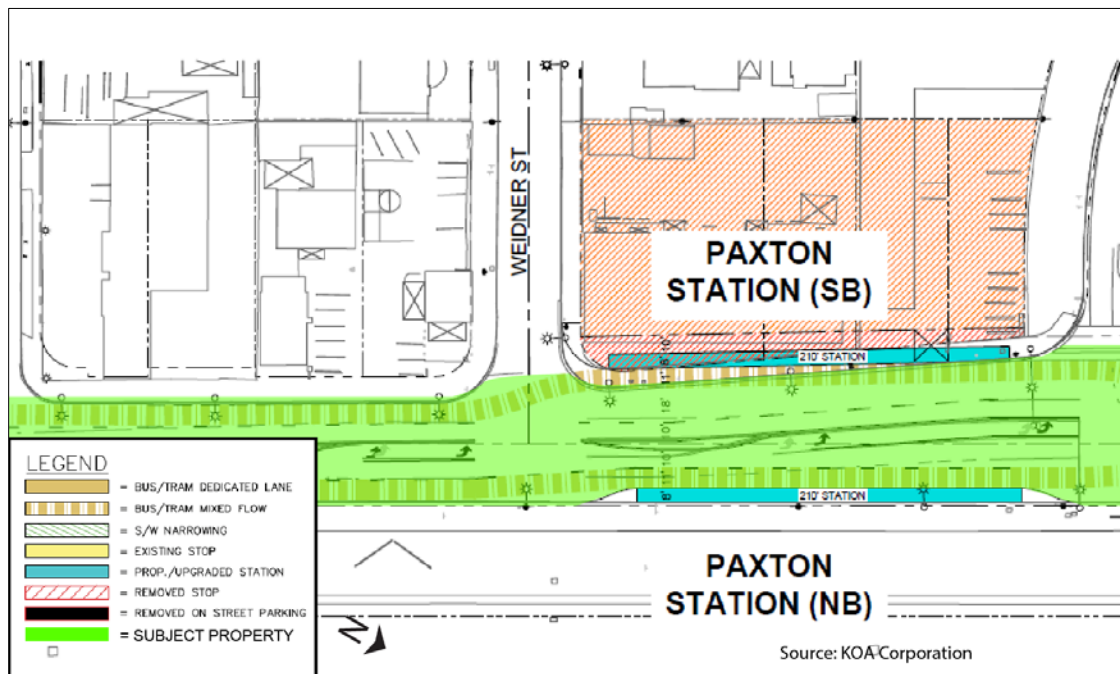 WEIDNER ST
PAXTON
STATION (SB)
210' STATION
210' STATION
PAXTON
STATION (NB)
LEGEND
= BUS/TRAM DEDICATED LANE
= BUS/TRAM MIXED FLOW
= S/W NARROWING
= EXISTING STOP
= PROP./UPGRADED STATION
= REMOVED STOP
= REMOVED ON STREET PARKING
= SUBJECT PROPERTY
N
Source: KOA Corporation